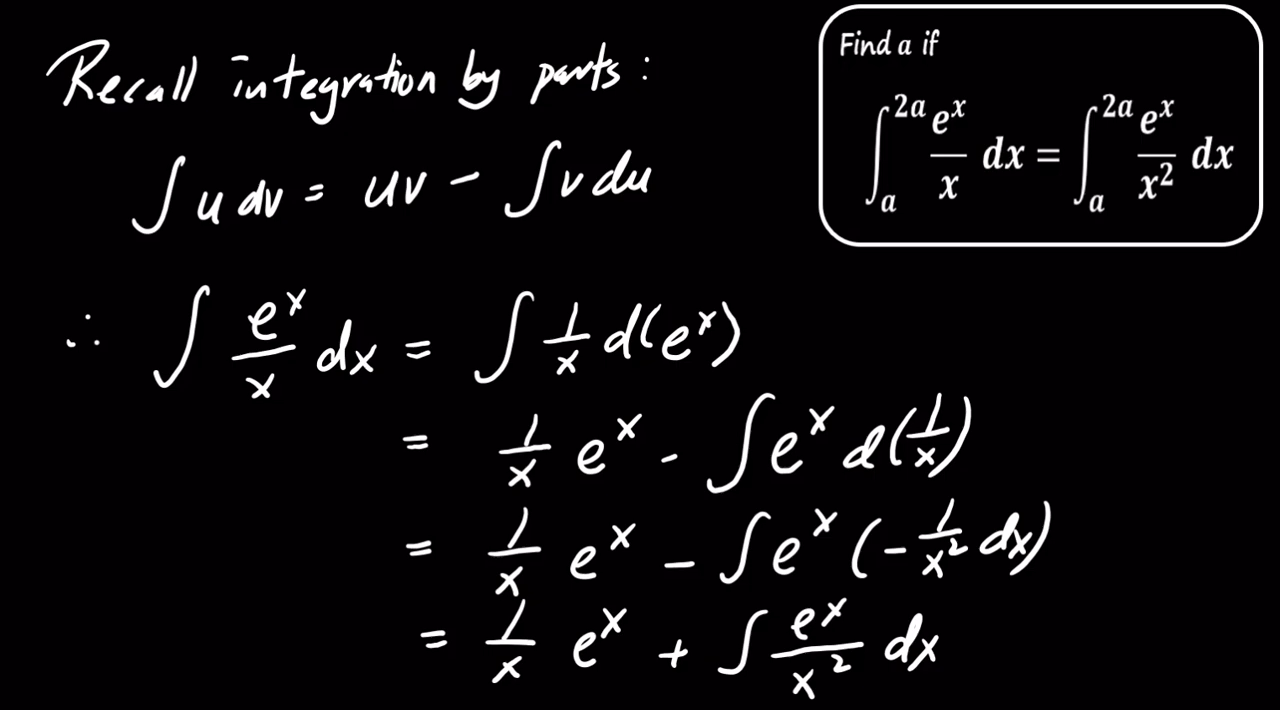 Recall integration by parts:
∫ u dv = uv - ∫ v du
∴ ∫ e^x/x dx = ∫ 1/x d(e^x)
= 1/x e^x - ∫ e^x d(1/x)
= 1/x e^x - ∫ e^x (-1/x^2 dx)
= 1/x e^x + ∫ e^x/x^2 dx
Find a if
∫_a^{2a} e^x/x dx = ∫_a^{2a} e^x/x^2 dx